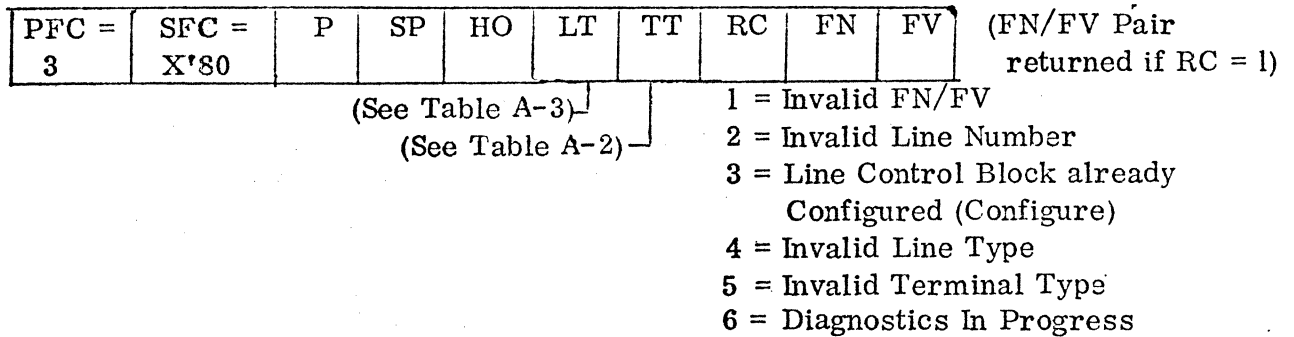 PFC = SFC = P SP HO LT TT RC FN FV (FN/FV Pair
3 X'80 returned if RC = 1)
(See Table A-3) 1 = Invalid FN/FV
(See Table A-2) 2 = Invalid Line Number
3 = Line Control Block already
Configured (Configure)
4 = Invalid Line Type
5 = Invalid Terminal Type
6 = Diagnostics In Progress